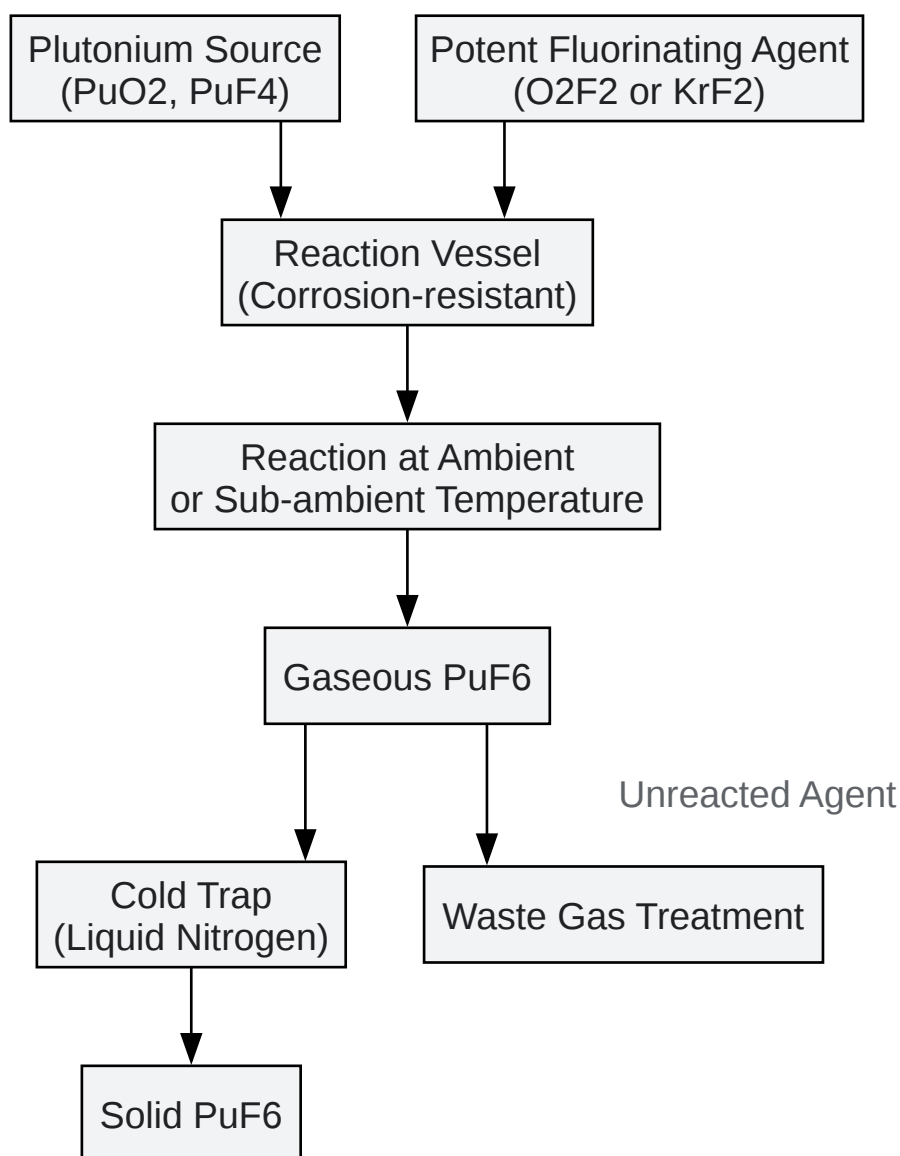 Plutonium Source
(PuO2, PuF4)
Potent Fluorinating Agent
(O2F2 or KrF2)
Reaction Vessel
(Corrosion-resistant)
Reaction at Ambient
or Sub-ambient Temperature
Gaseous PuF6
Unreacted Agent
Cold Trap
(Liquid Nitrogen)
Waste Gas Treatment
Solid PuF6